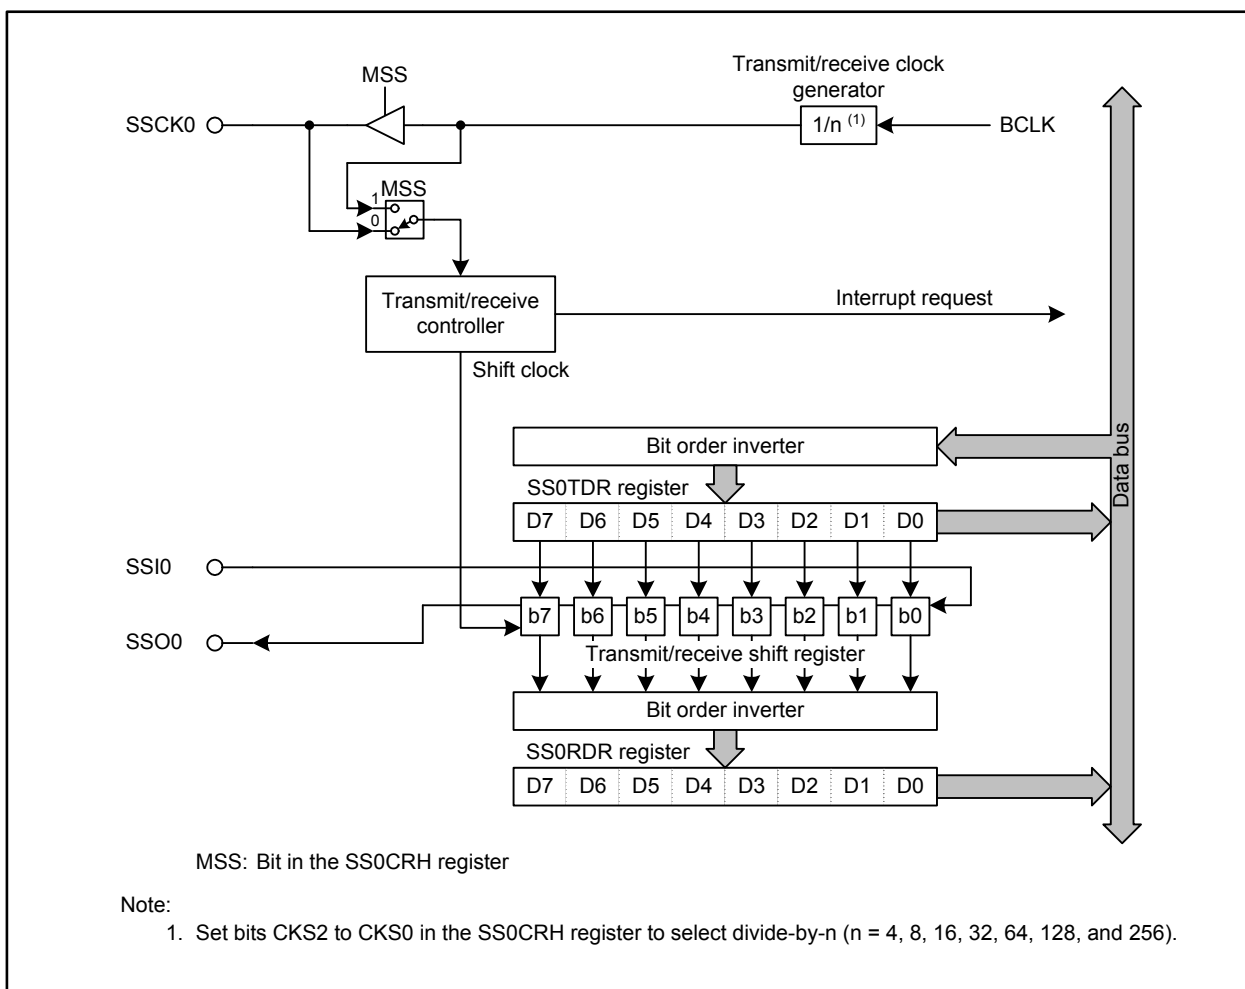 Transmit/receive clock
generator
MSS
SSCK0
1/n (1)
BCLK
MSS
1
0
Transmit/receive
controller
Interrupt request
Shift clock
Data bus
Bit order inverter
SS0TDR register
D7 D6 D5 D4 D3 D2 D1 D0
SSI0
b7 b6 b5 b4 b3 b2 b1 b0
SSO0
Transmit/receive shift register
Bit order inverter
SS0RDR register
D7 D6 D5 D4 D3 D2 D1 D0
MSS: Bit in the SS0CRH register
Note:
1. Set bits CKS2 to CKS0 in the SS0CRH register to select divide-by-n (n = 4, 8, 16, 32, 64, 128, and 256).